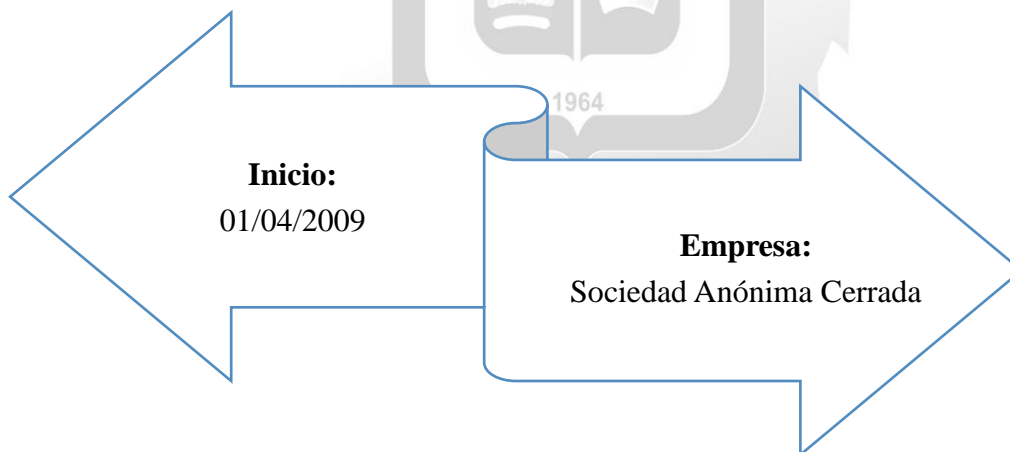 1964
Inicio:
01/04/2009
Empresa:
Sociedad Anónima Cerrada